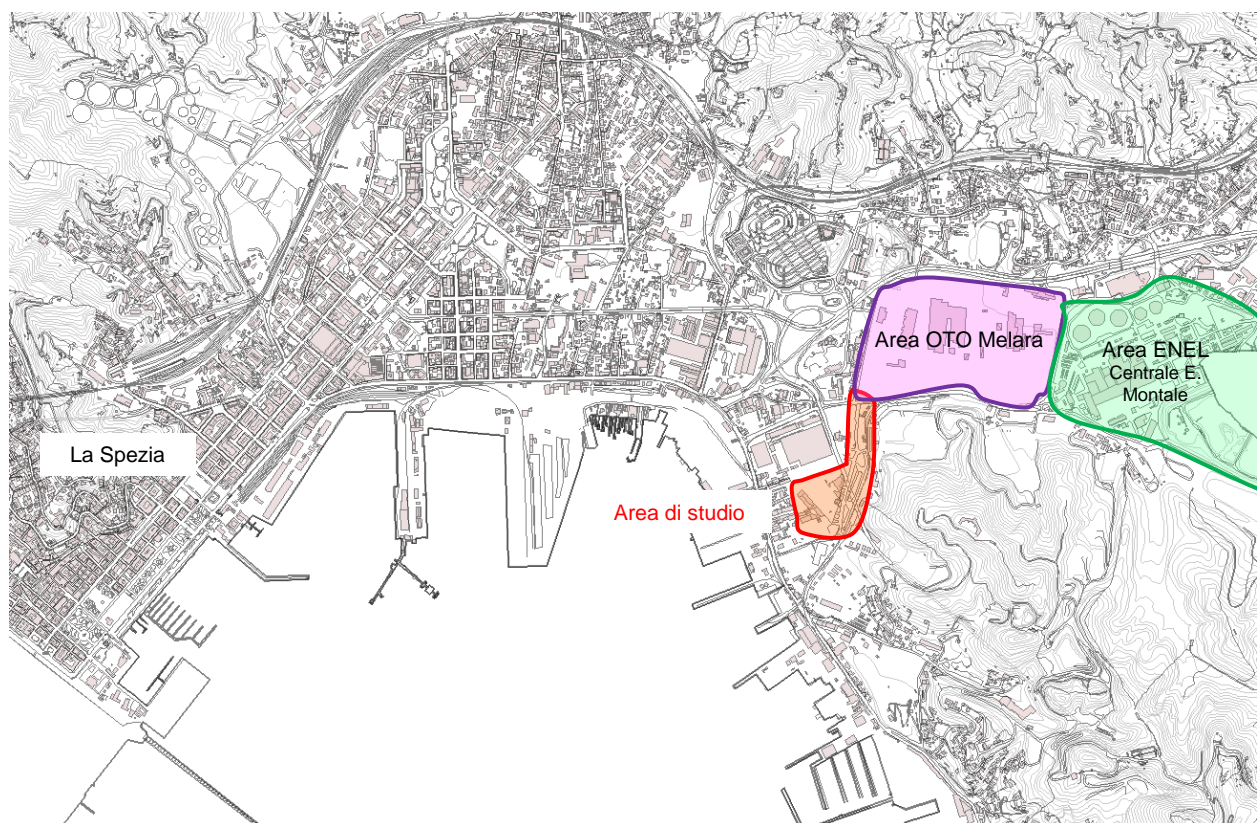 Area OTO Melara
Area ENEL
Centrale E.
Montale
La Spezia
Area di studio